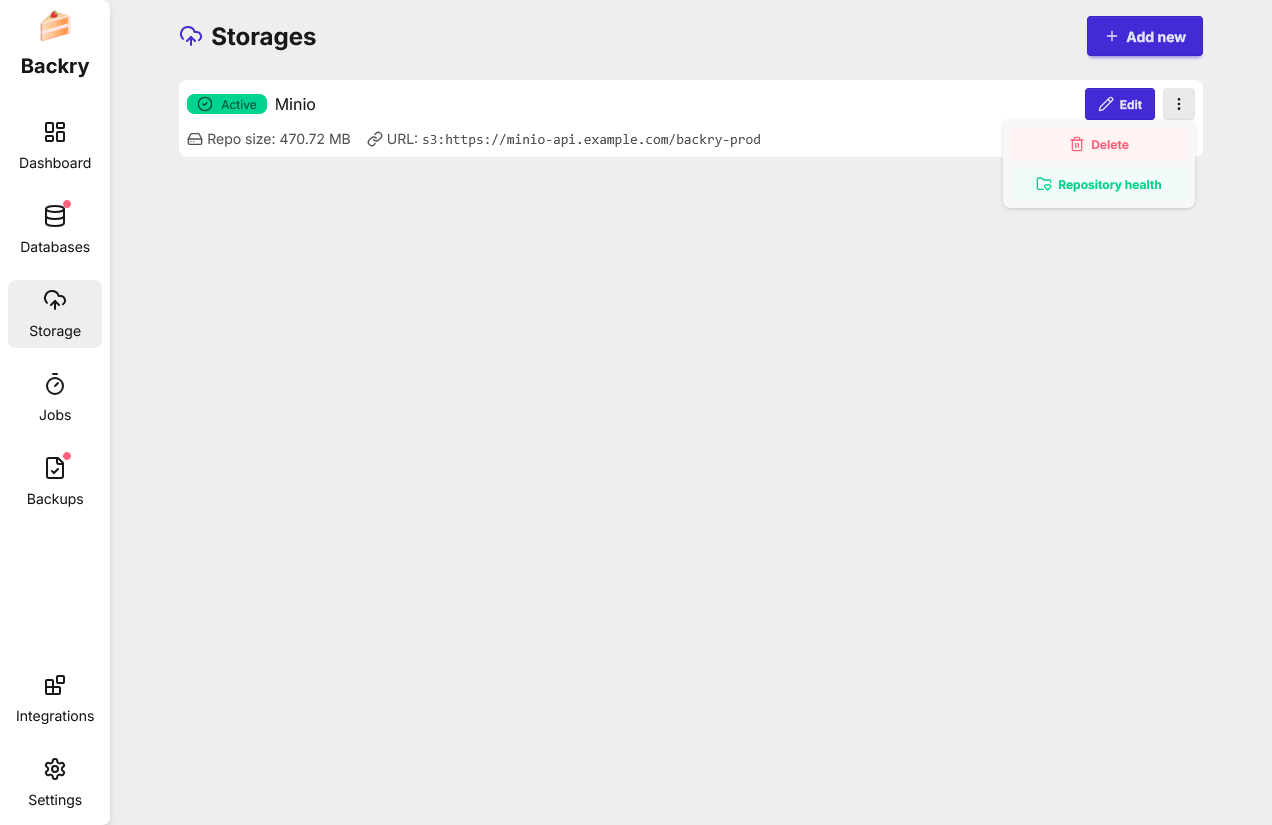 Backry
Dashboard
Databases
Storage
Jobs
Backups
Integrations
Settings
Storages
Add new
Active Minio
Edit
Repo size: 470.72 MB URL: s3:https://minio-api.example.com/backry-prod
Delete
Repository health